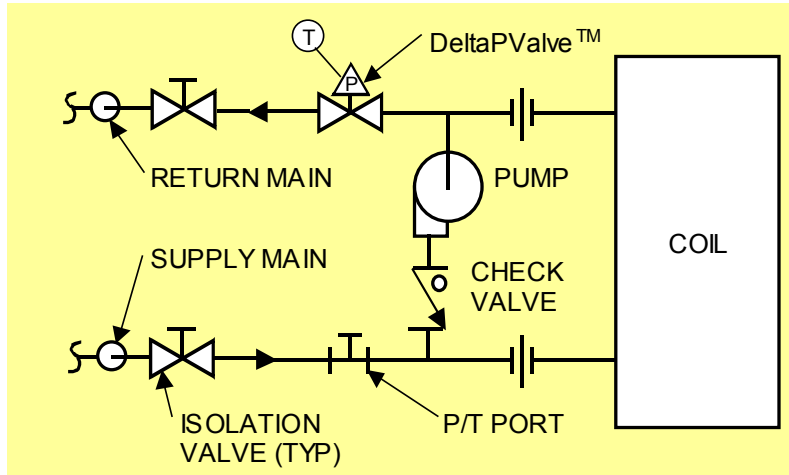 T
DeltaPValve™
P
RETURN MAIN
PUMP
COIL
SUPPLY MAIN
CHECK
VALVE
ISOLATION
VALVE (TYP)
P/T PORT